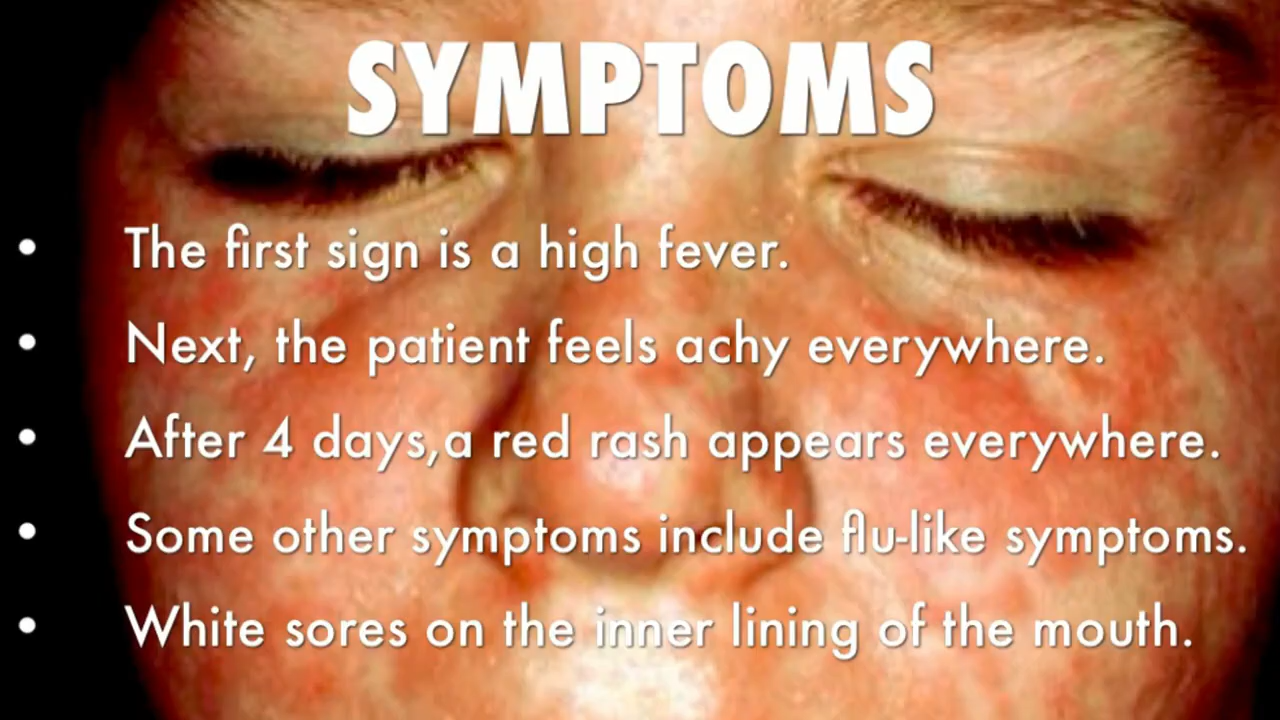 SYMPTOMS
• The first sign is a high fever.
• Next, the patient feels achy everywhere.
• After 4 days,a red rash appears everywhere.
• Some other symptoms include flu-like symptoms.
• White sores on the inner lining of the mouth.